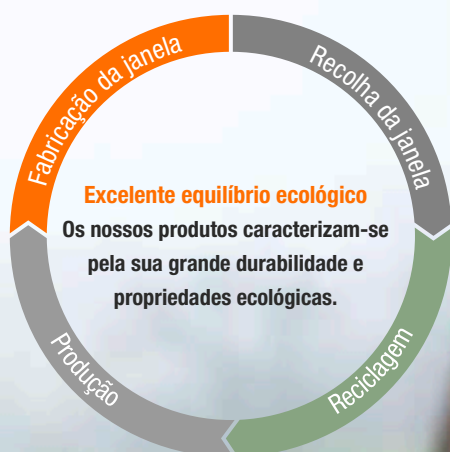 Fabricação da janela
Recolha da janela
Excelente equilíbrio ecológico
Os nossos produtos caracterizam-se
pela sua grande durabilidade e
propriedades ecológicas.
Produção
Reciclagem